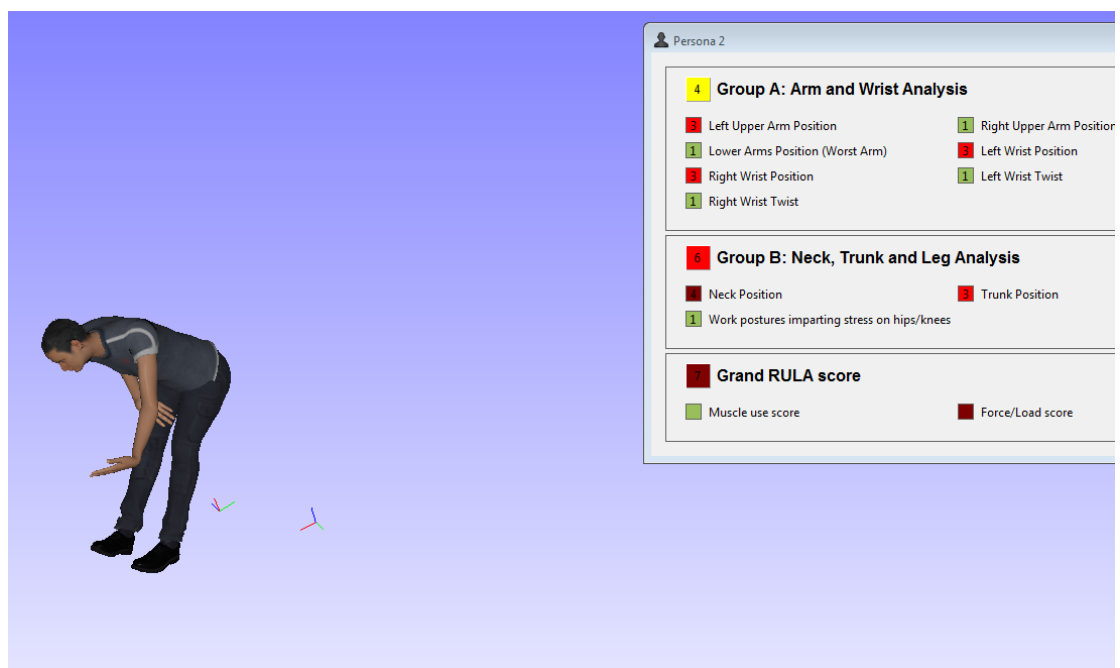 Persona 2
4 Group A: Arm and Wrist Analysis
3 Left Upper Arm Position 1 Right Upper Arm Position
1 Lower Arms Position (Worst Arm) 3 Left Wrist Position
3 Right Wrist Position 1 Left Wrist Twist
1 Right Wrist Twist
6 Group B: Neck, Trunk and Leg Analysis
4 Neck Position 3 Trunk Position
1 Work postures imparting stress on hips/knees
7 Grand RULA score
Muscle use score Force/Load score